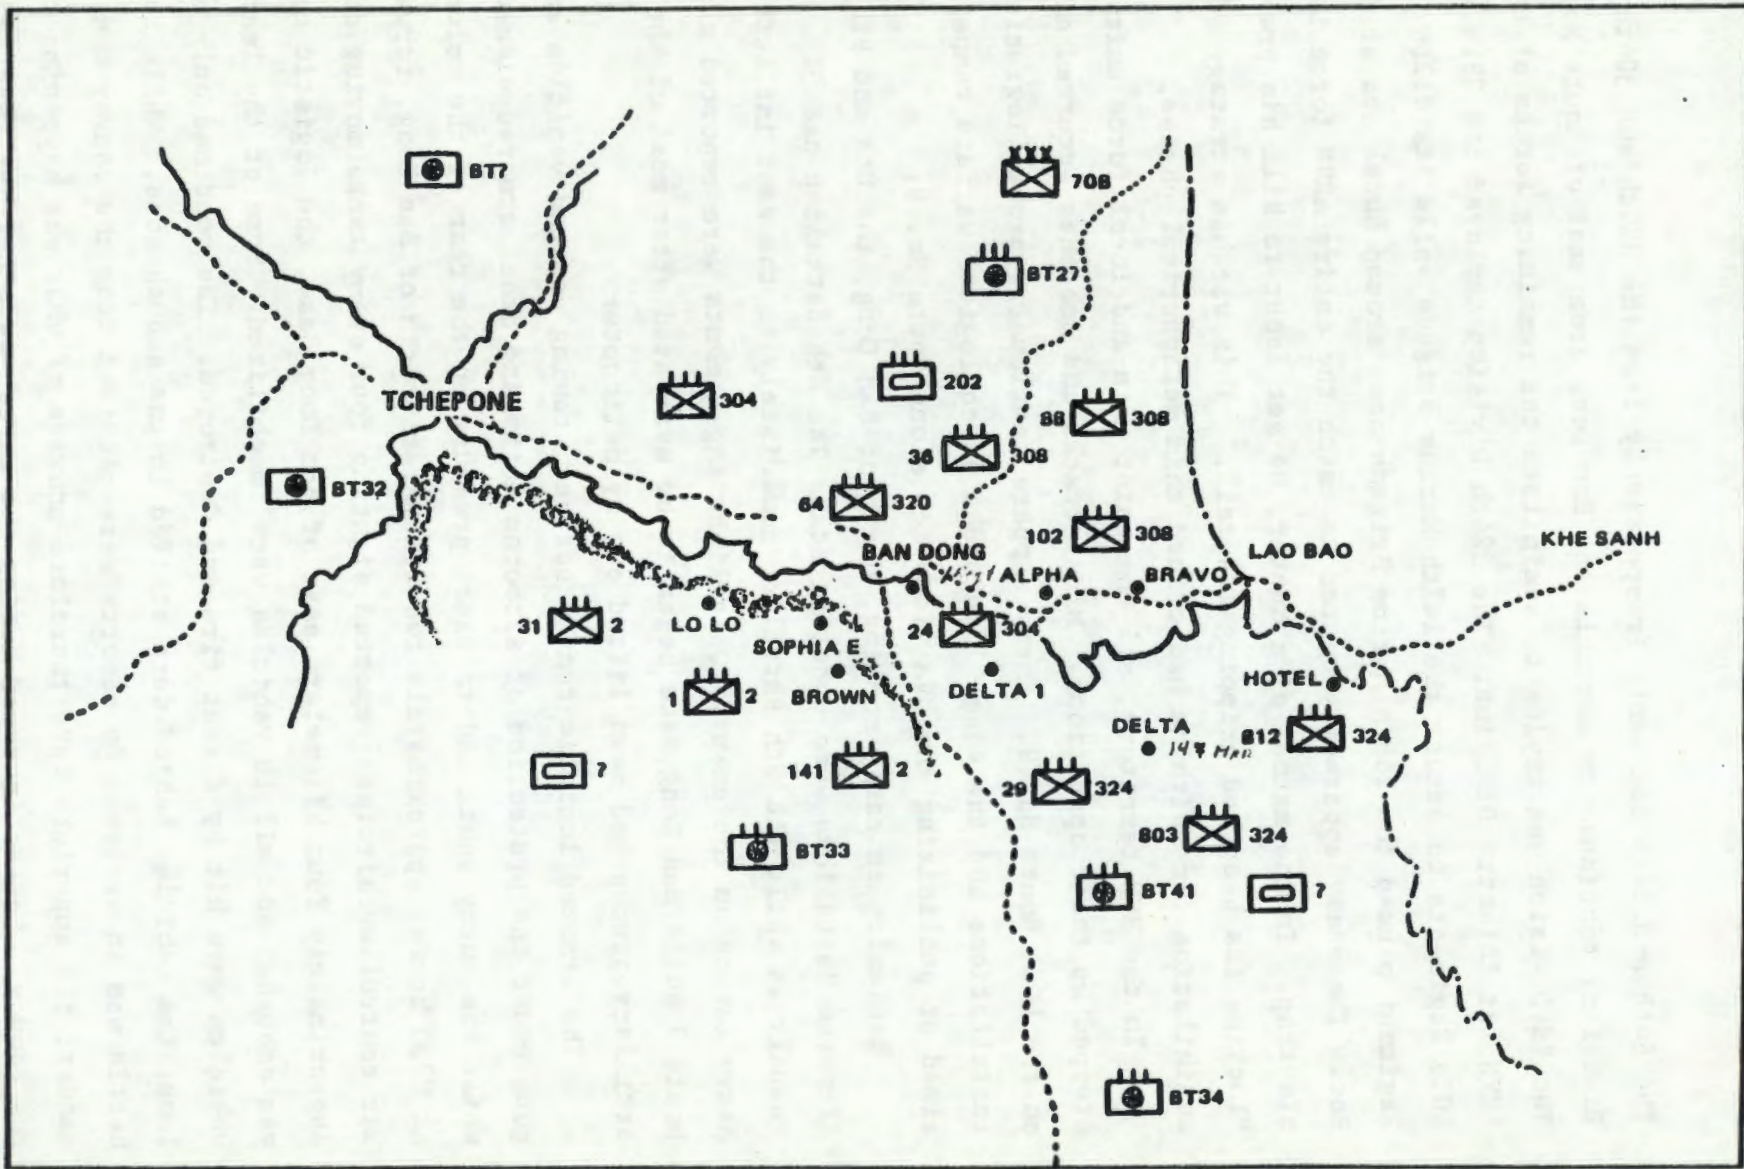 BT?
XXX
70B
BT27
TCHEPONE
304
202
88 308
36 308
BT32
64 320
102 308
KHE SANH
BAN DONG
LAO BAO
ALPHA
BRAVO
LO LO
31 2
24 304
SOPHIA E
HOTEL
BROWN
DELTA 1
1 2
DELTA
147
812 324
?
141 2
29 324
803 324
BT33
BT41
?
BT34